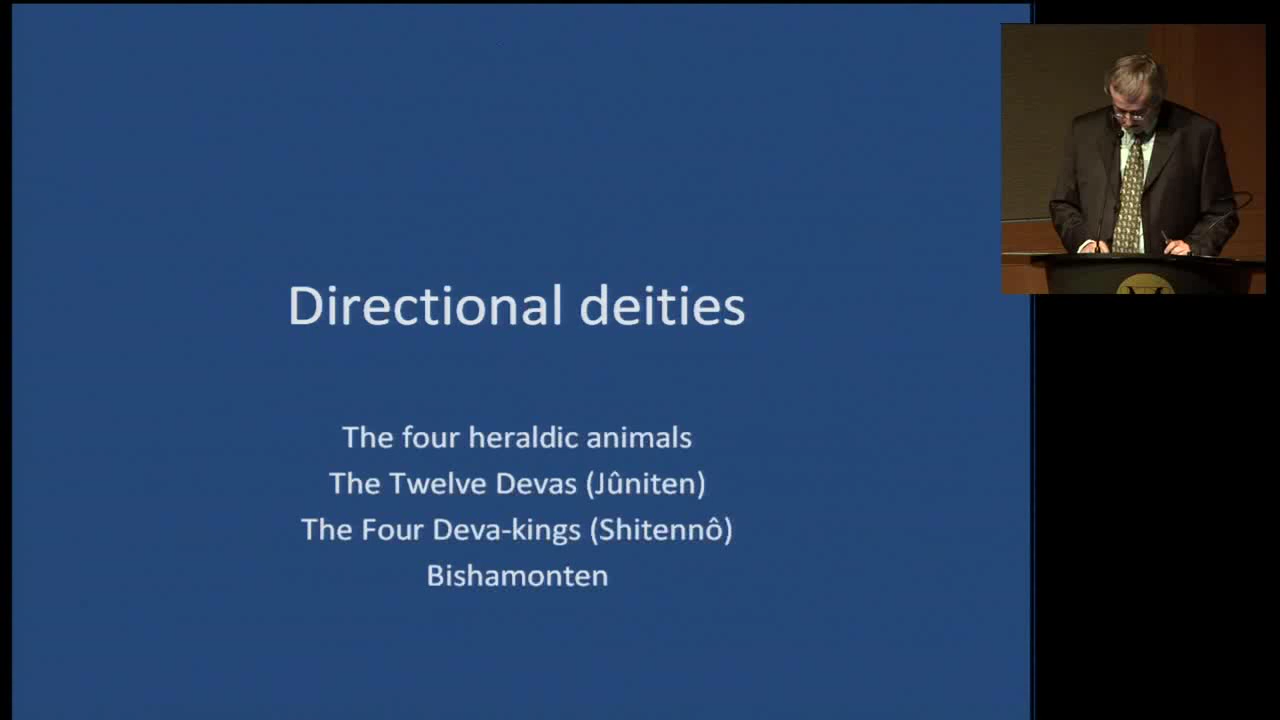 Directional deities
The four heraldic animals
The Twelve Devas (Jûniten)
The Four Deva-kings (Shitennô)
Bishamonten